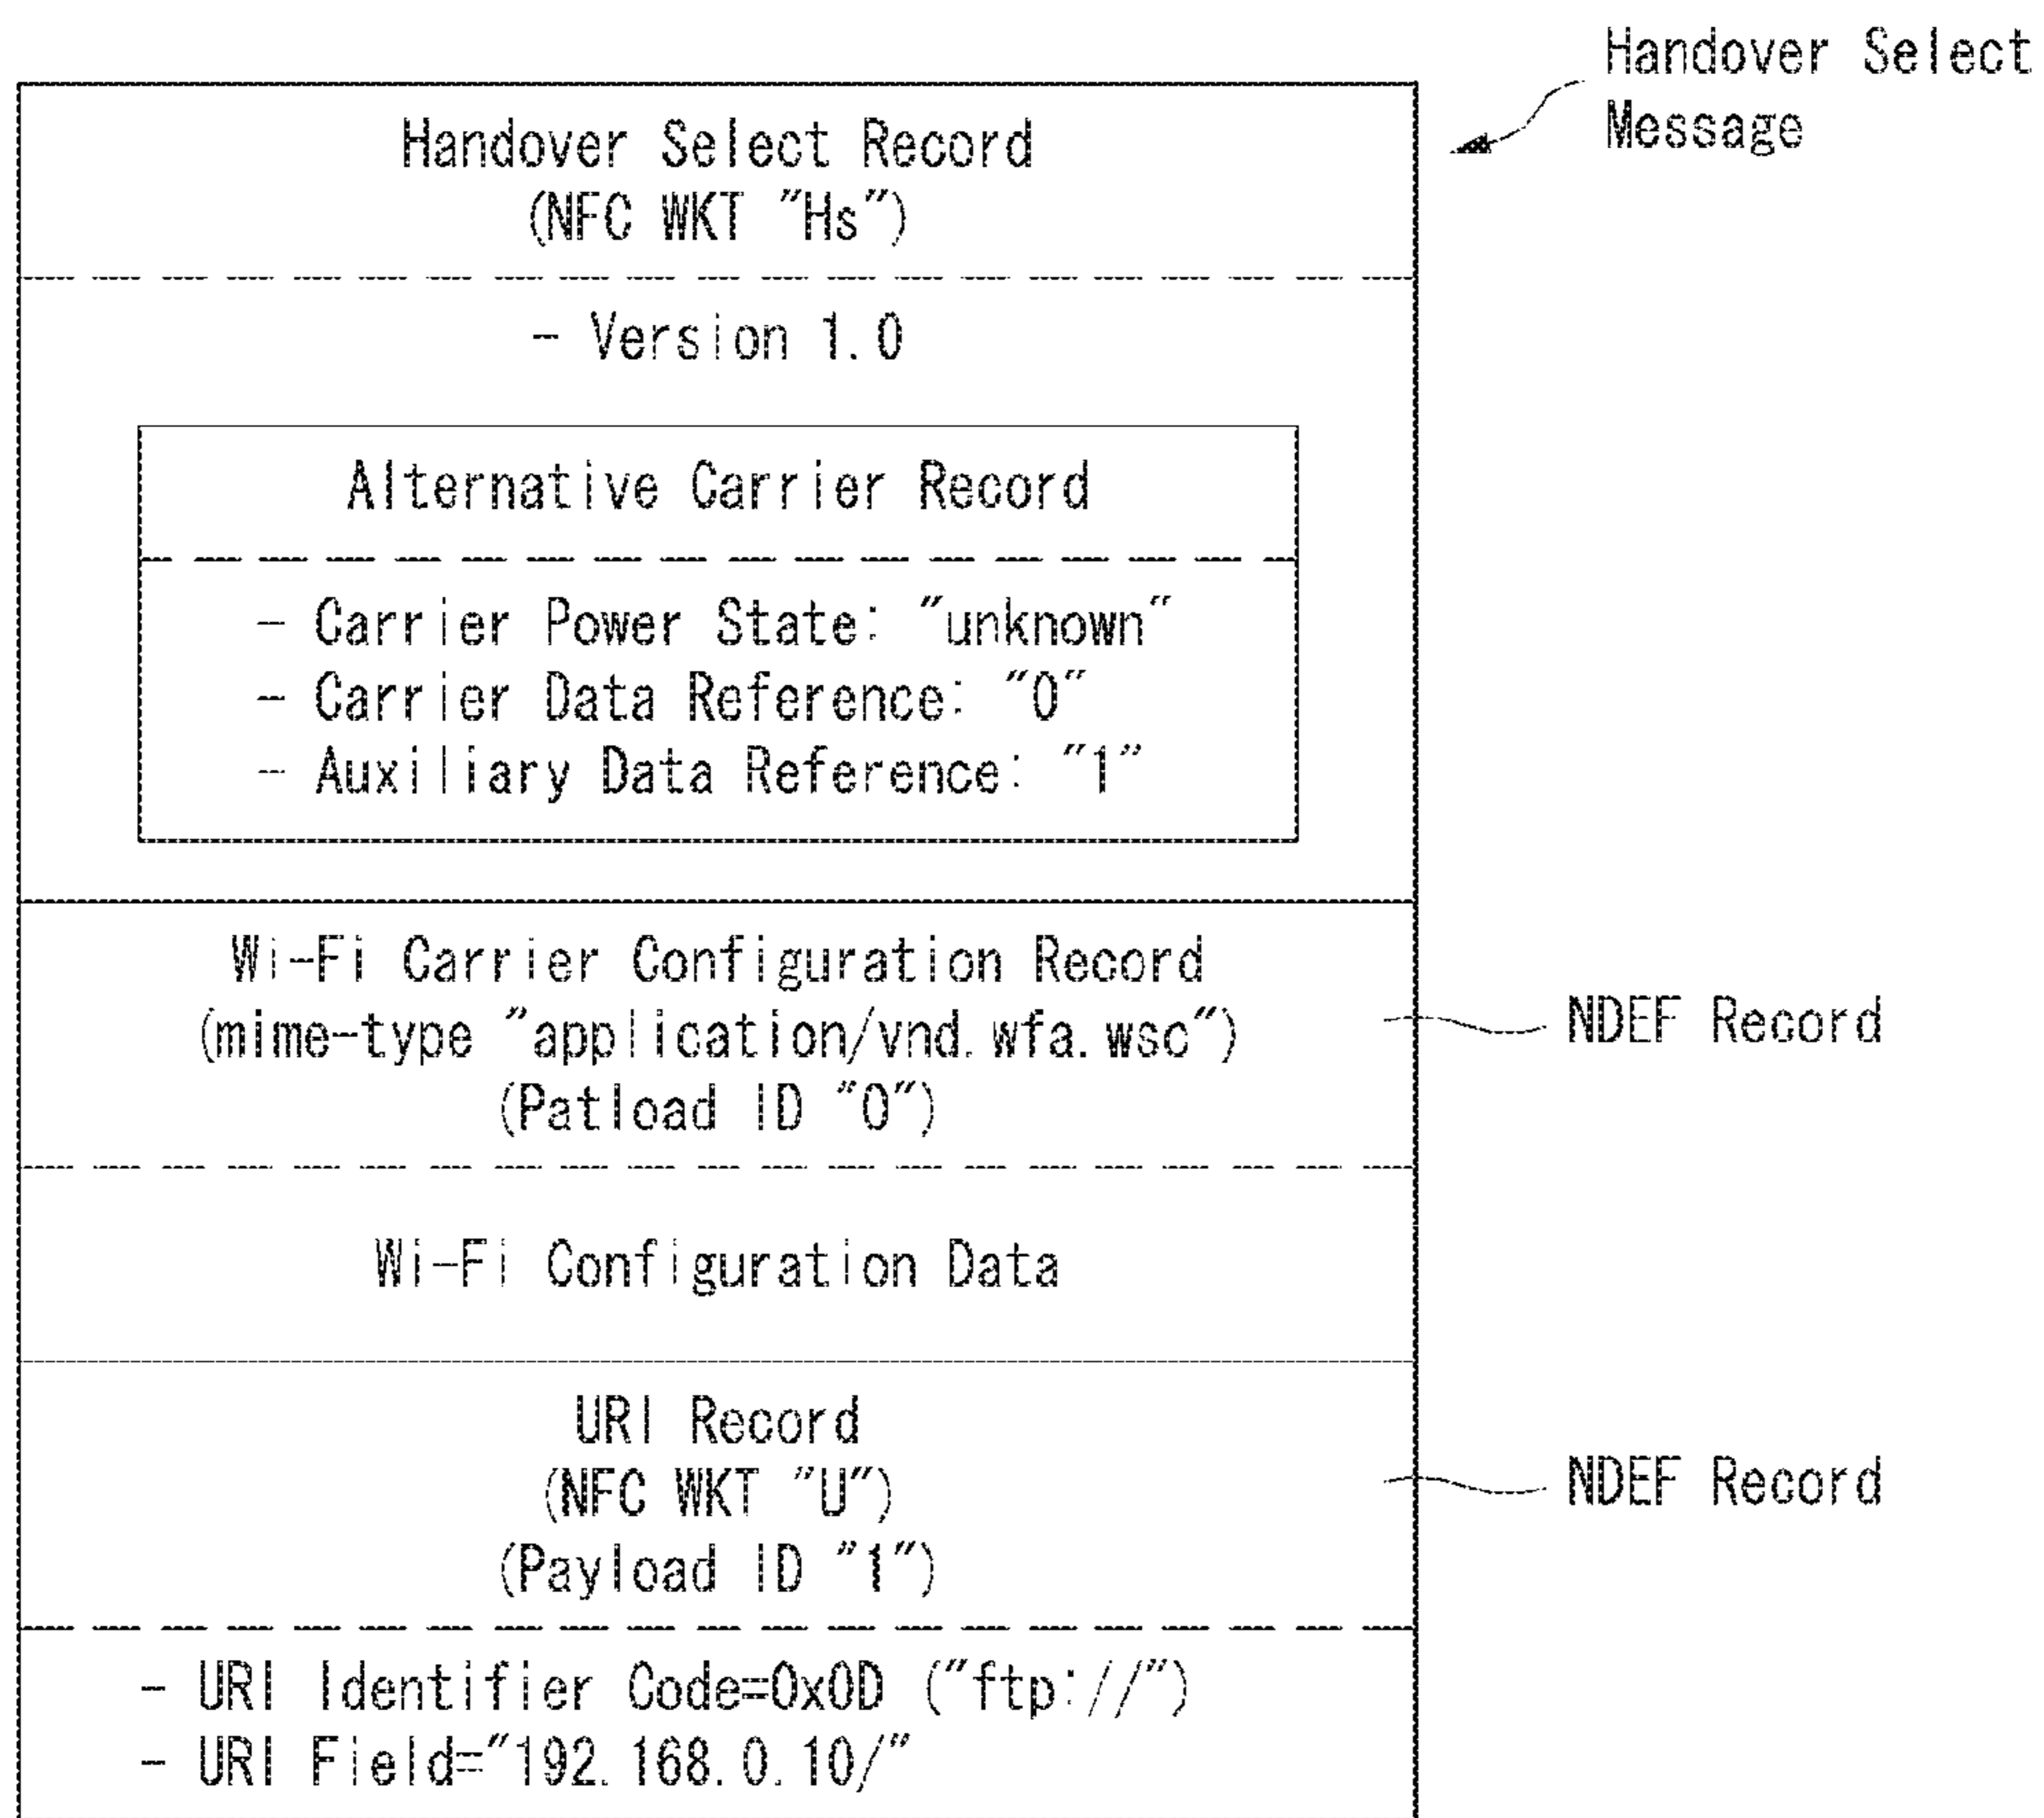 Handover Select
Message
Handover Select Record
(NFC WKT "Hs")
- Version 1.0
Alternative Carrier Record
- Carrier Power State: "unknown"
- Carrier Data Reference: "0"
- Auxiliary Data Reference: "1"
Wi-Fi Carrier Configuration Record
(mime-type "application/vnd.wfa.wsc")
(Patload ID "0")
NDEF Record
Wi-Fi Configuration Data
URI Record
(NFC WKT "U")
(Payload ID "1")
NDEF Record
- URI Identifier Code=0x0D ("ftp://")
- URI Field="192.168.0.10/"